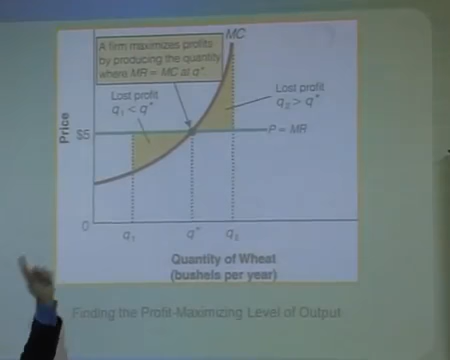 MC
A firm maximizes profits
by producing the quantity
where MR = MC at q*.
Lost profit
q₁ < q*
Lost profit
q₂ > q*
Price
$5
P = MR
0
q₁
q*
q₂
Quantity of Wheat
(bushels per year)
Finding the Profit-Maximizing Level of Output